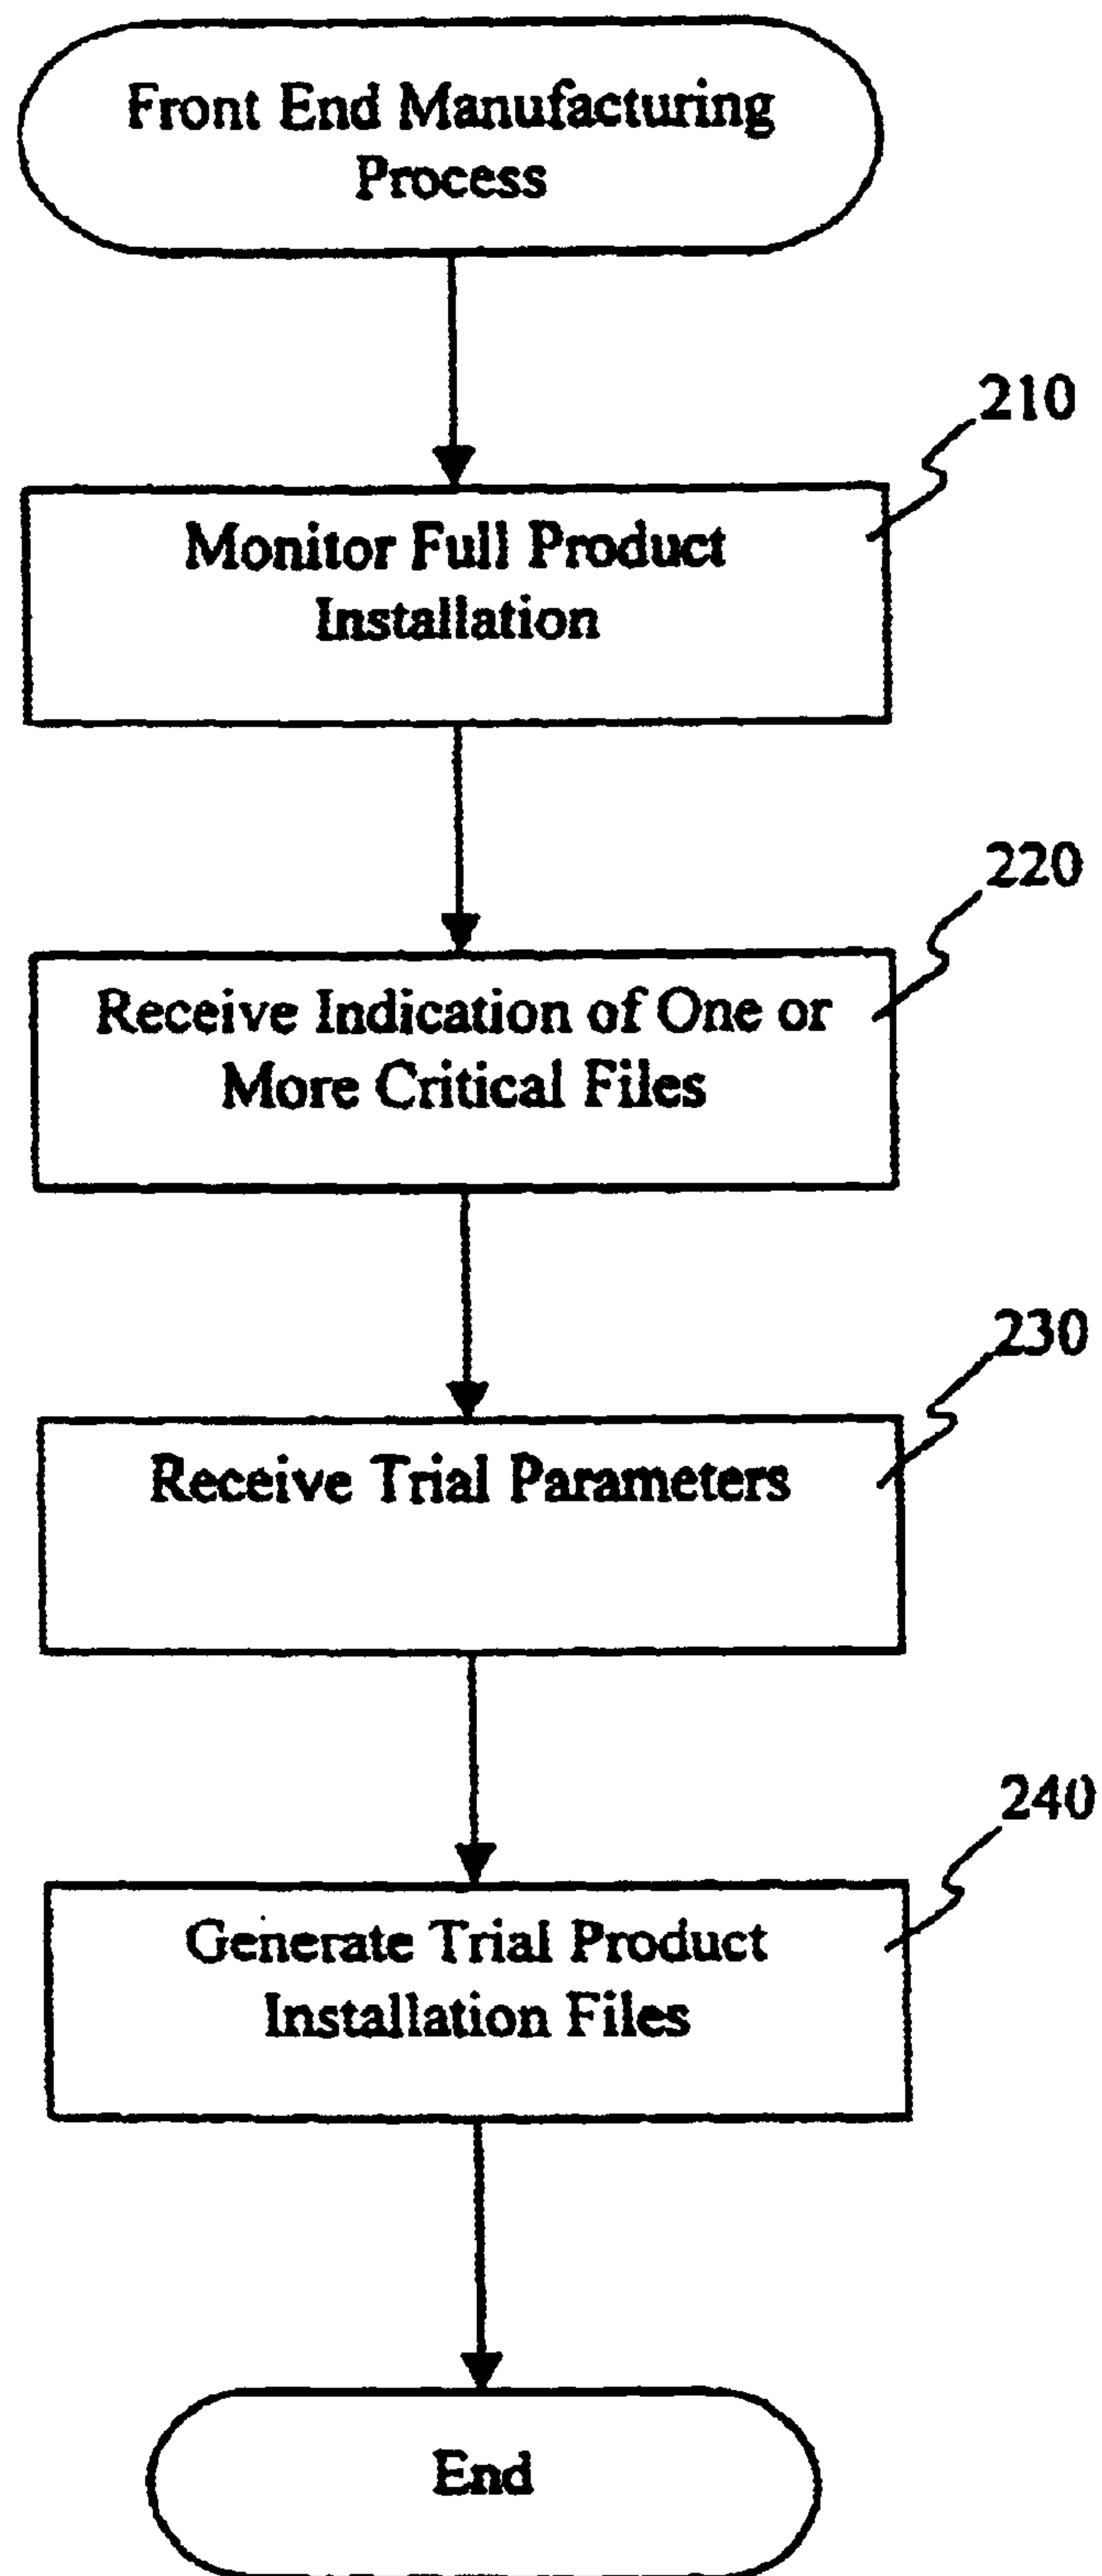 Front End Manufacturing
Process
210
Monitor Full Product
Installation
220
Receive Indication of One or
More Critical Files
230
Receive Trial Parameters
240
Generate Trial Product
Installation Files
End